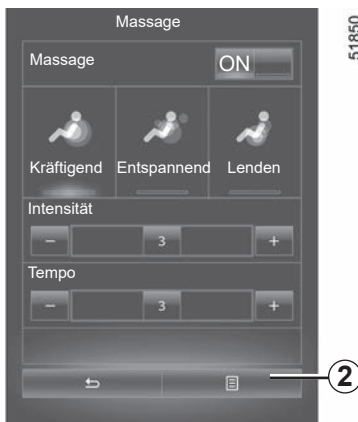 Massage
51850
Massage ON
Kräftigend Entspannend Lenden
Intensität
– 3 +
Tempo
– 3 +
2